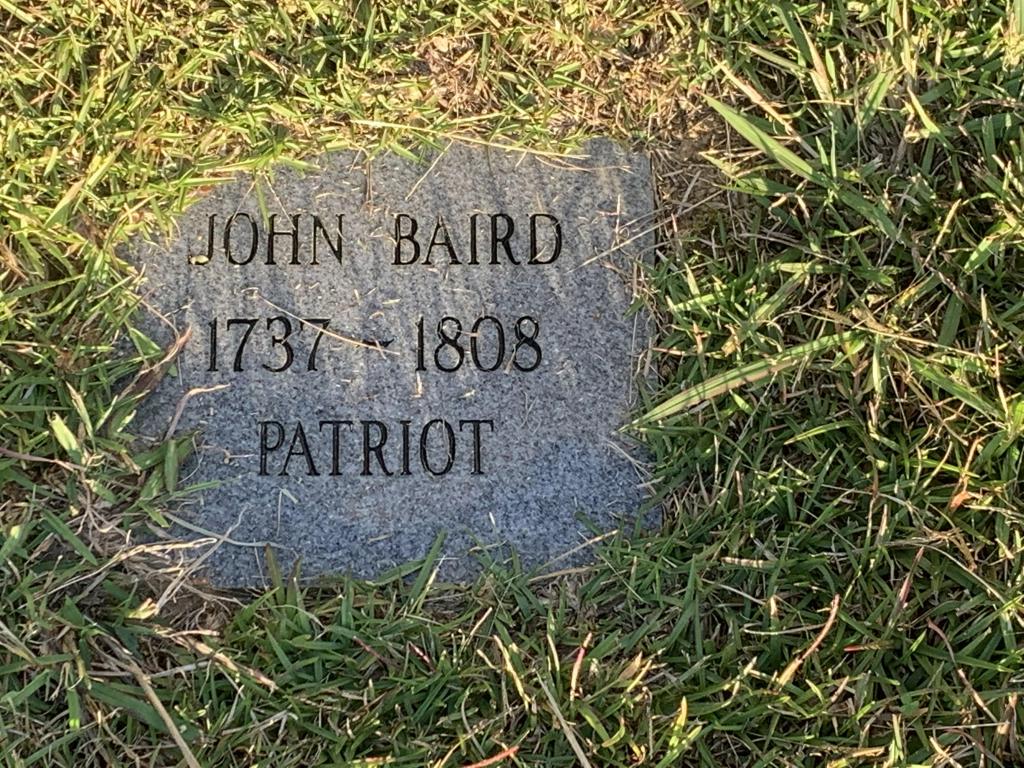 JOHN BAIRD
1737 - 1808
PATRIOT